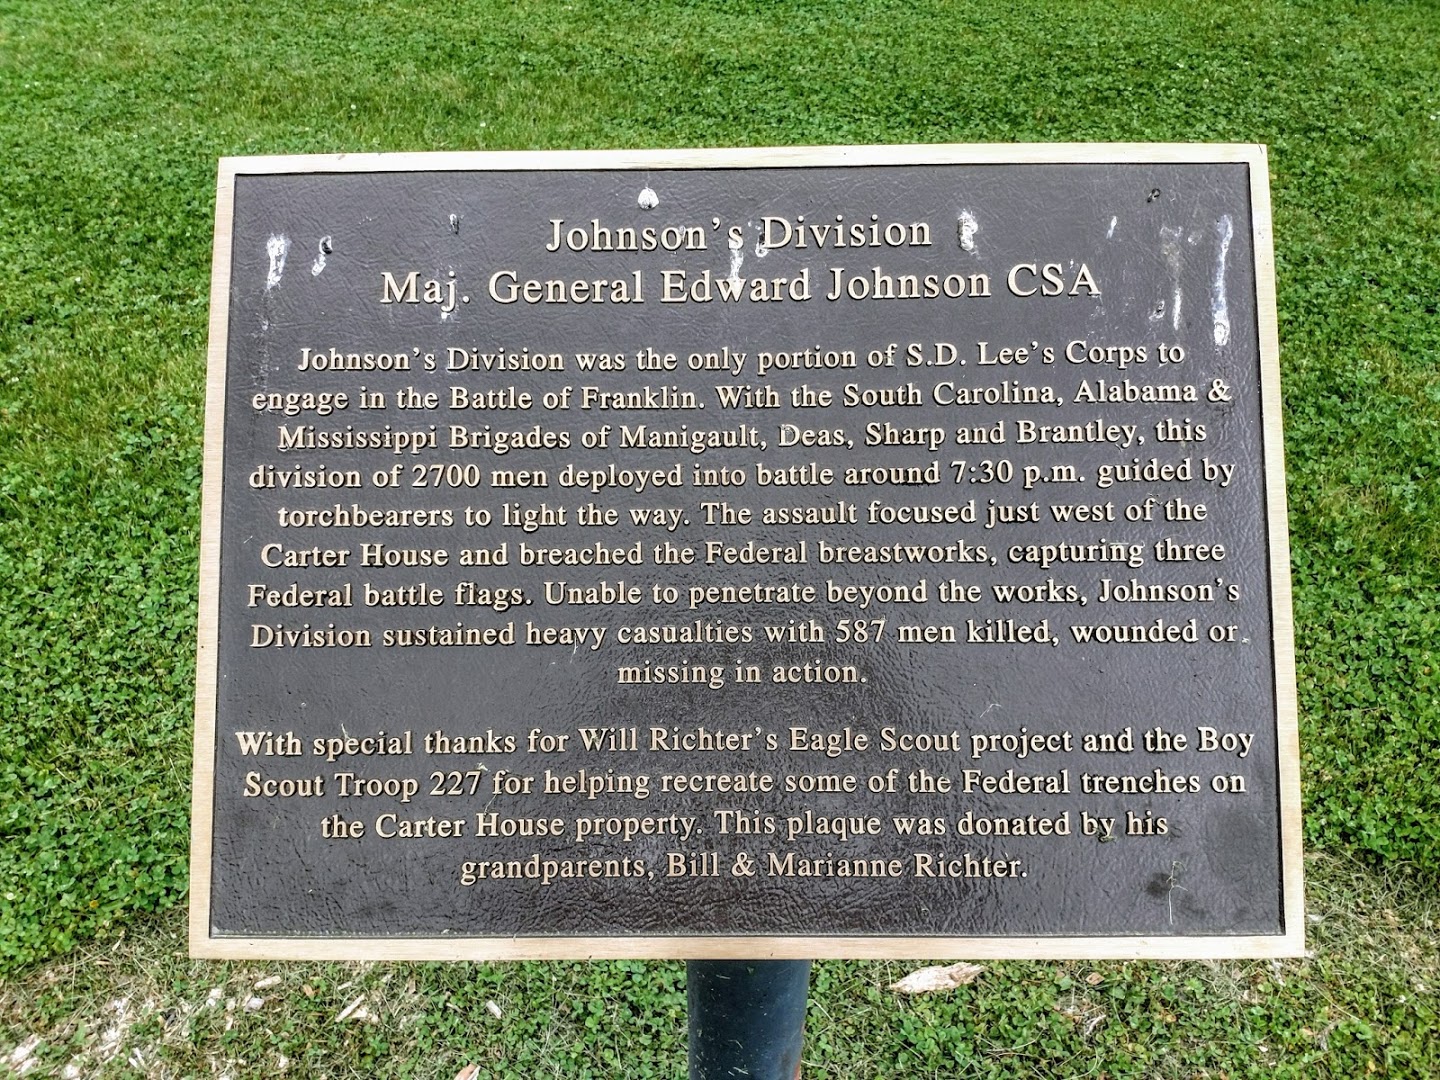 Johnson's Division
Maj. General Edward Johnson CSA
Johnson's Division was the only portion of S.D. Lee's Corps to
engage in the Battle of Franklin. With the South Carolina, Alabama &
Mississippi Brigades of Manigault, Deas, Sharp and Brantley, this
division of 2700 men deployed into battle around 7:30 p.m. guided by
torchbearers to light the way. The assault focused just west of the
Carter House and breached the Federal breastworks, capturing three
Federal battle flags. Unable to penetrate beyond the works, Johnson's
Division sustained heavy casualties with 587 men killed, wounded or
missing in action.
With special thanks for Will Richter's Eagle Scout project and the Boy
Scout Troop 227 for helping recreate some of the Federal trenches on
the Carter House property. This plaque was donated by his
grandparents, Bill & Marianne Richter.